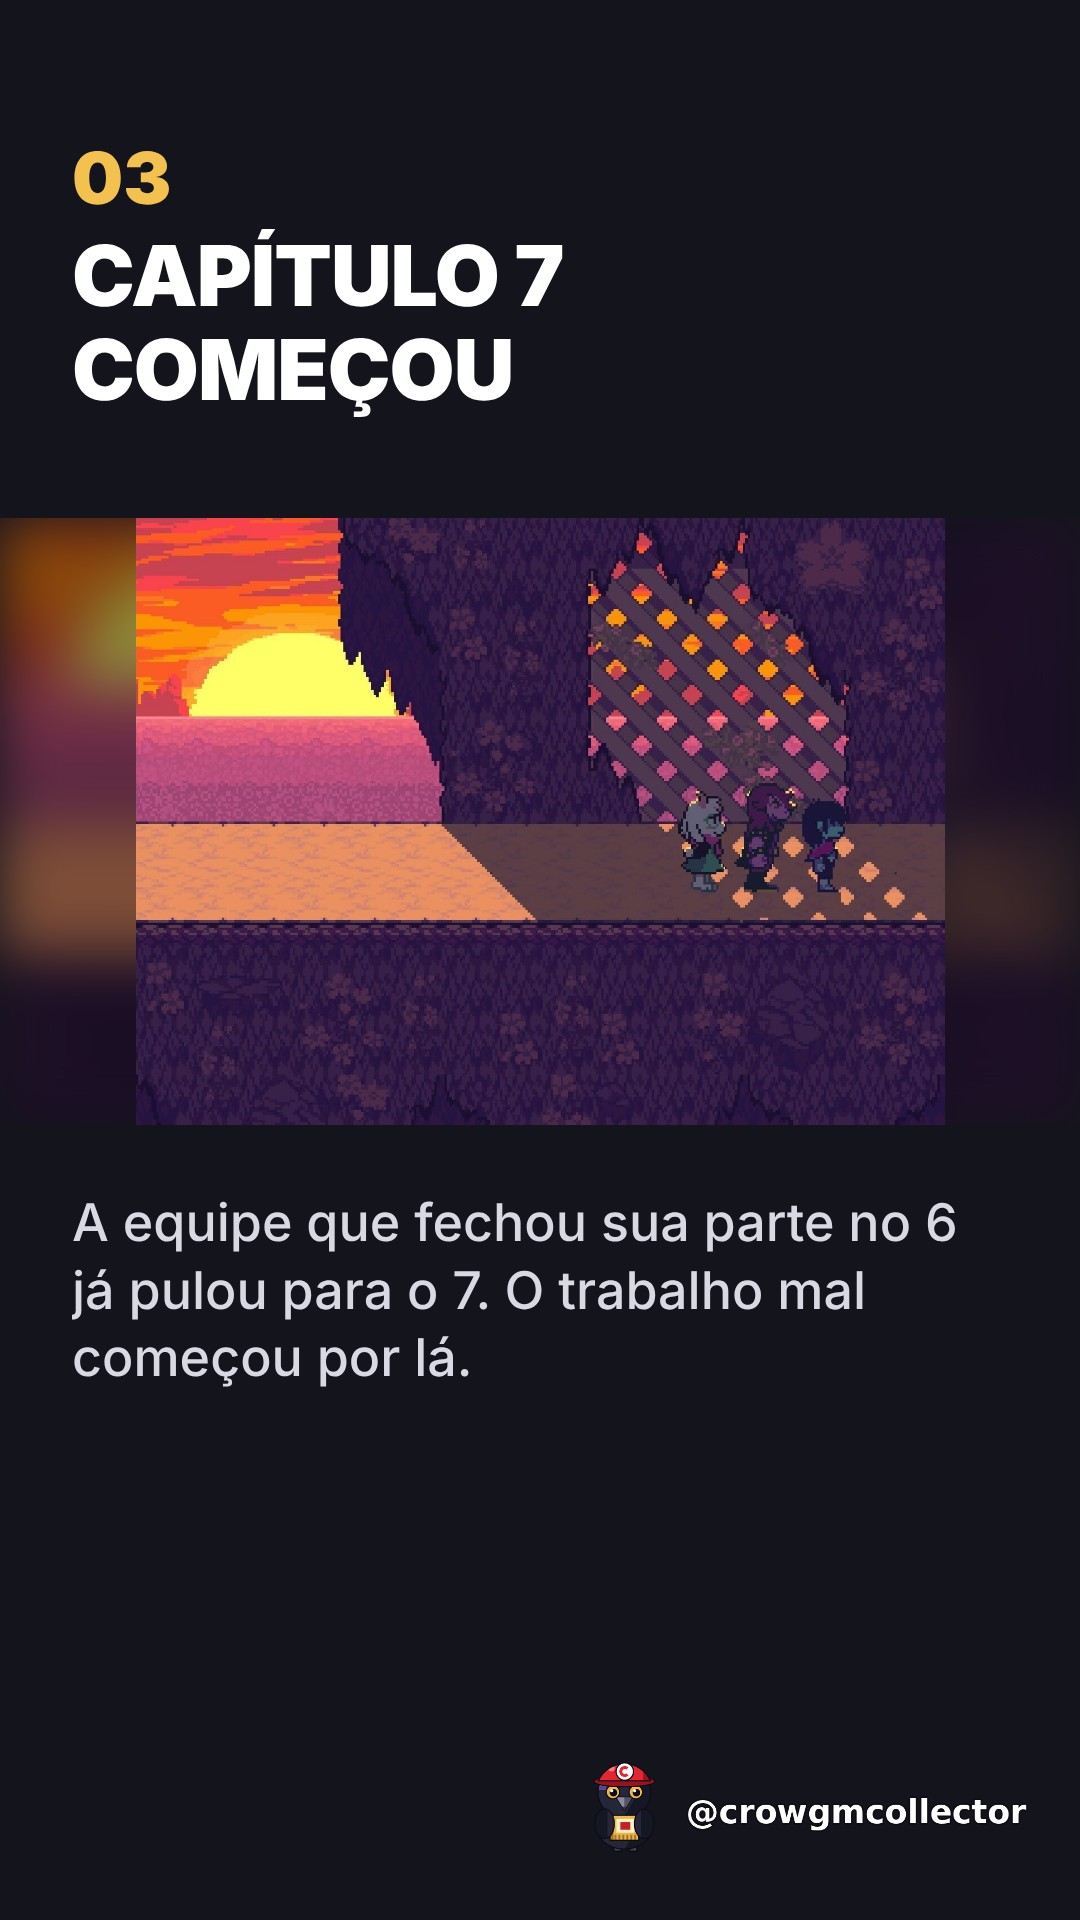 03
CAPÍTULO 7
COMEÇOU
A equipe que fechou sua parte no 6
já pulou para o 7. O trabalho mal
começou por lá.
C
@crowgmcollector